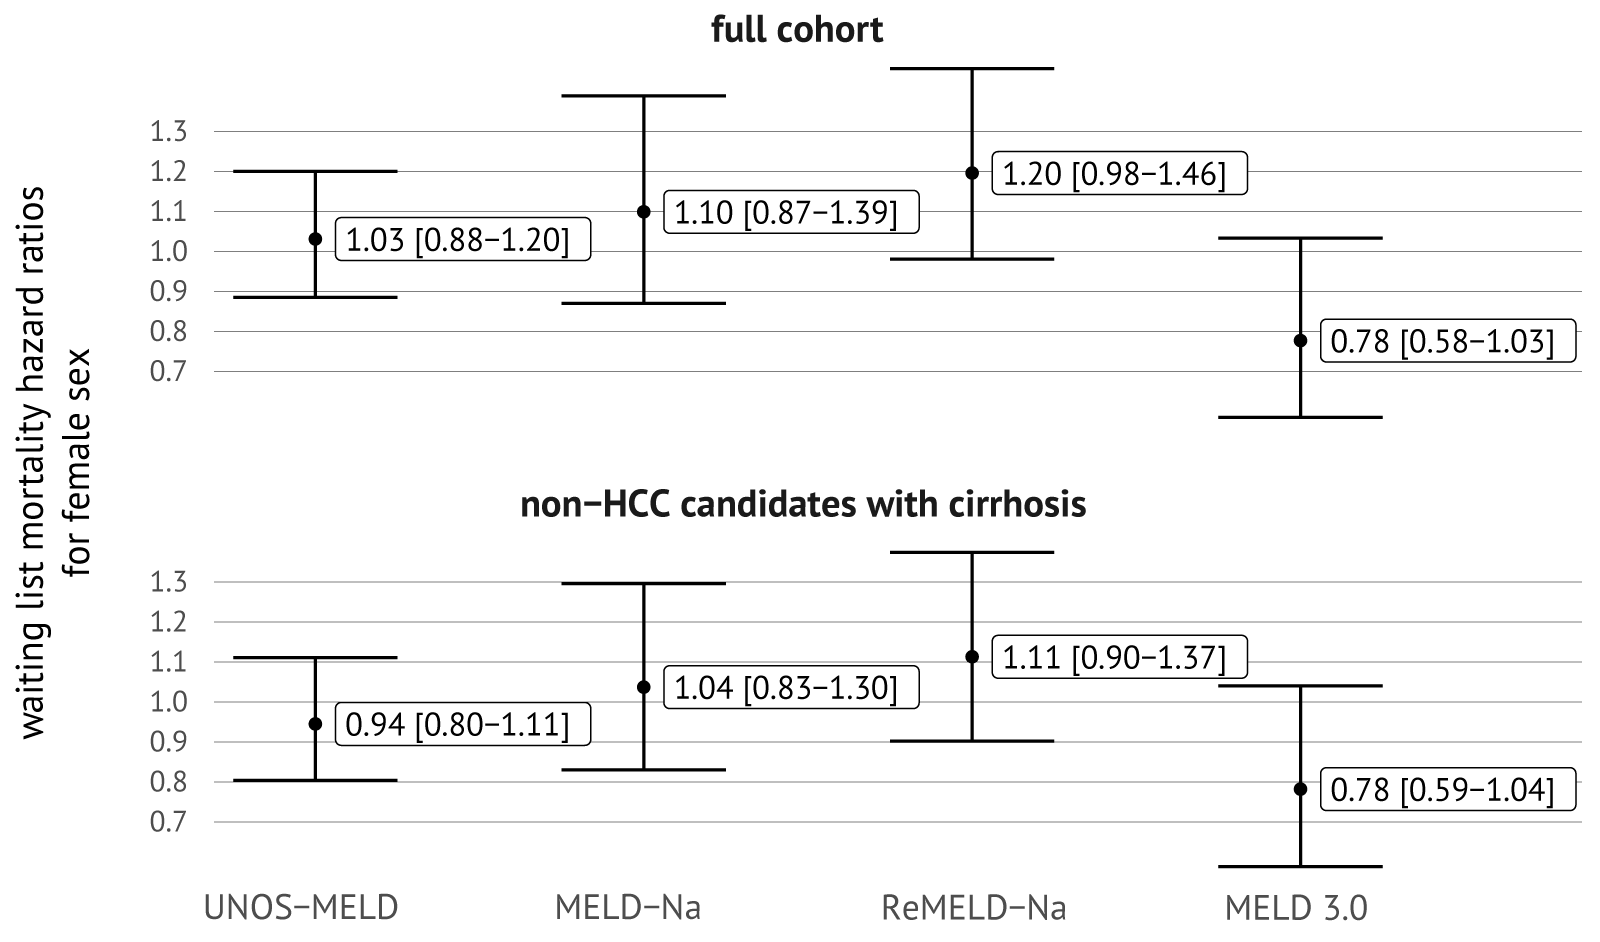 full cohort
waiting list mortality hazard ratios
for female sex
1.3
1.2
1.1
1.0
0.9
0.8
0.7
1.03 [0.88−1.20]
1.10 [0.87−1.39]
1.20 [0.98−1.46]
0.78 [0.58−1.03]
non−HCC candidates with cirrhosis
1.3
1.2
1.1
1.0
0.9
0.8
0.7
0.94 [0.80−1.11]
1.04 [0.83−1.30]
1.11 [0.90−1.37]
0.78 [0.59−1.04]
UNOS−MELD
MELD−Na
ReMELD−Na
MELD 3.0